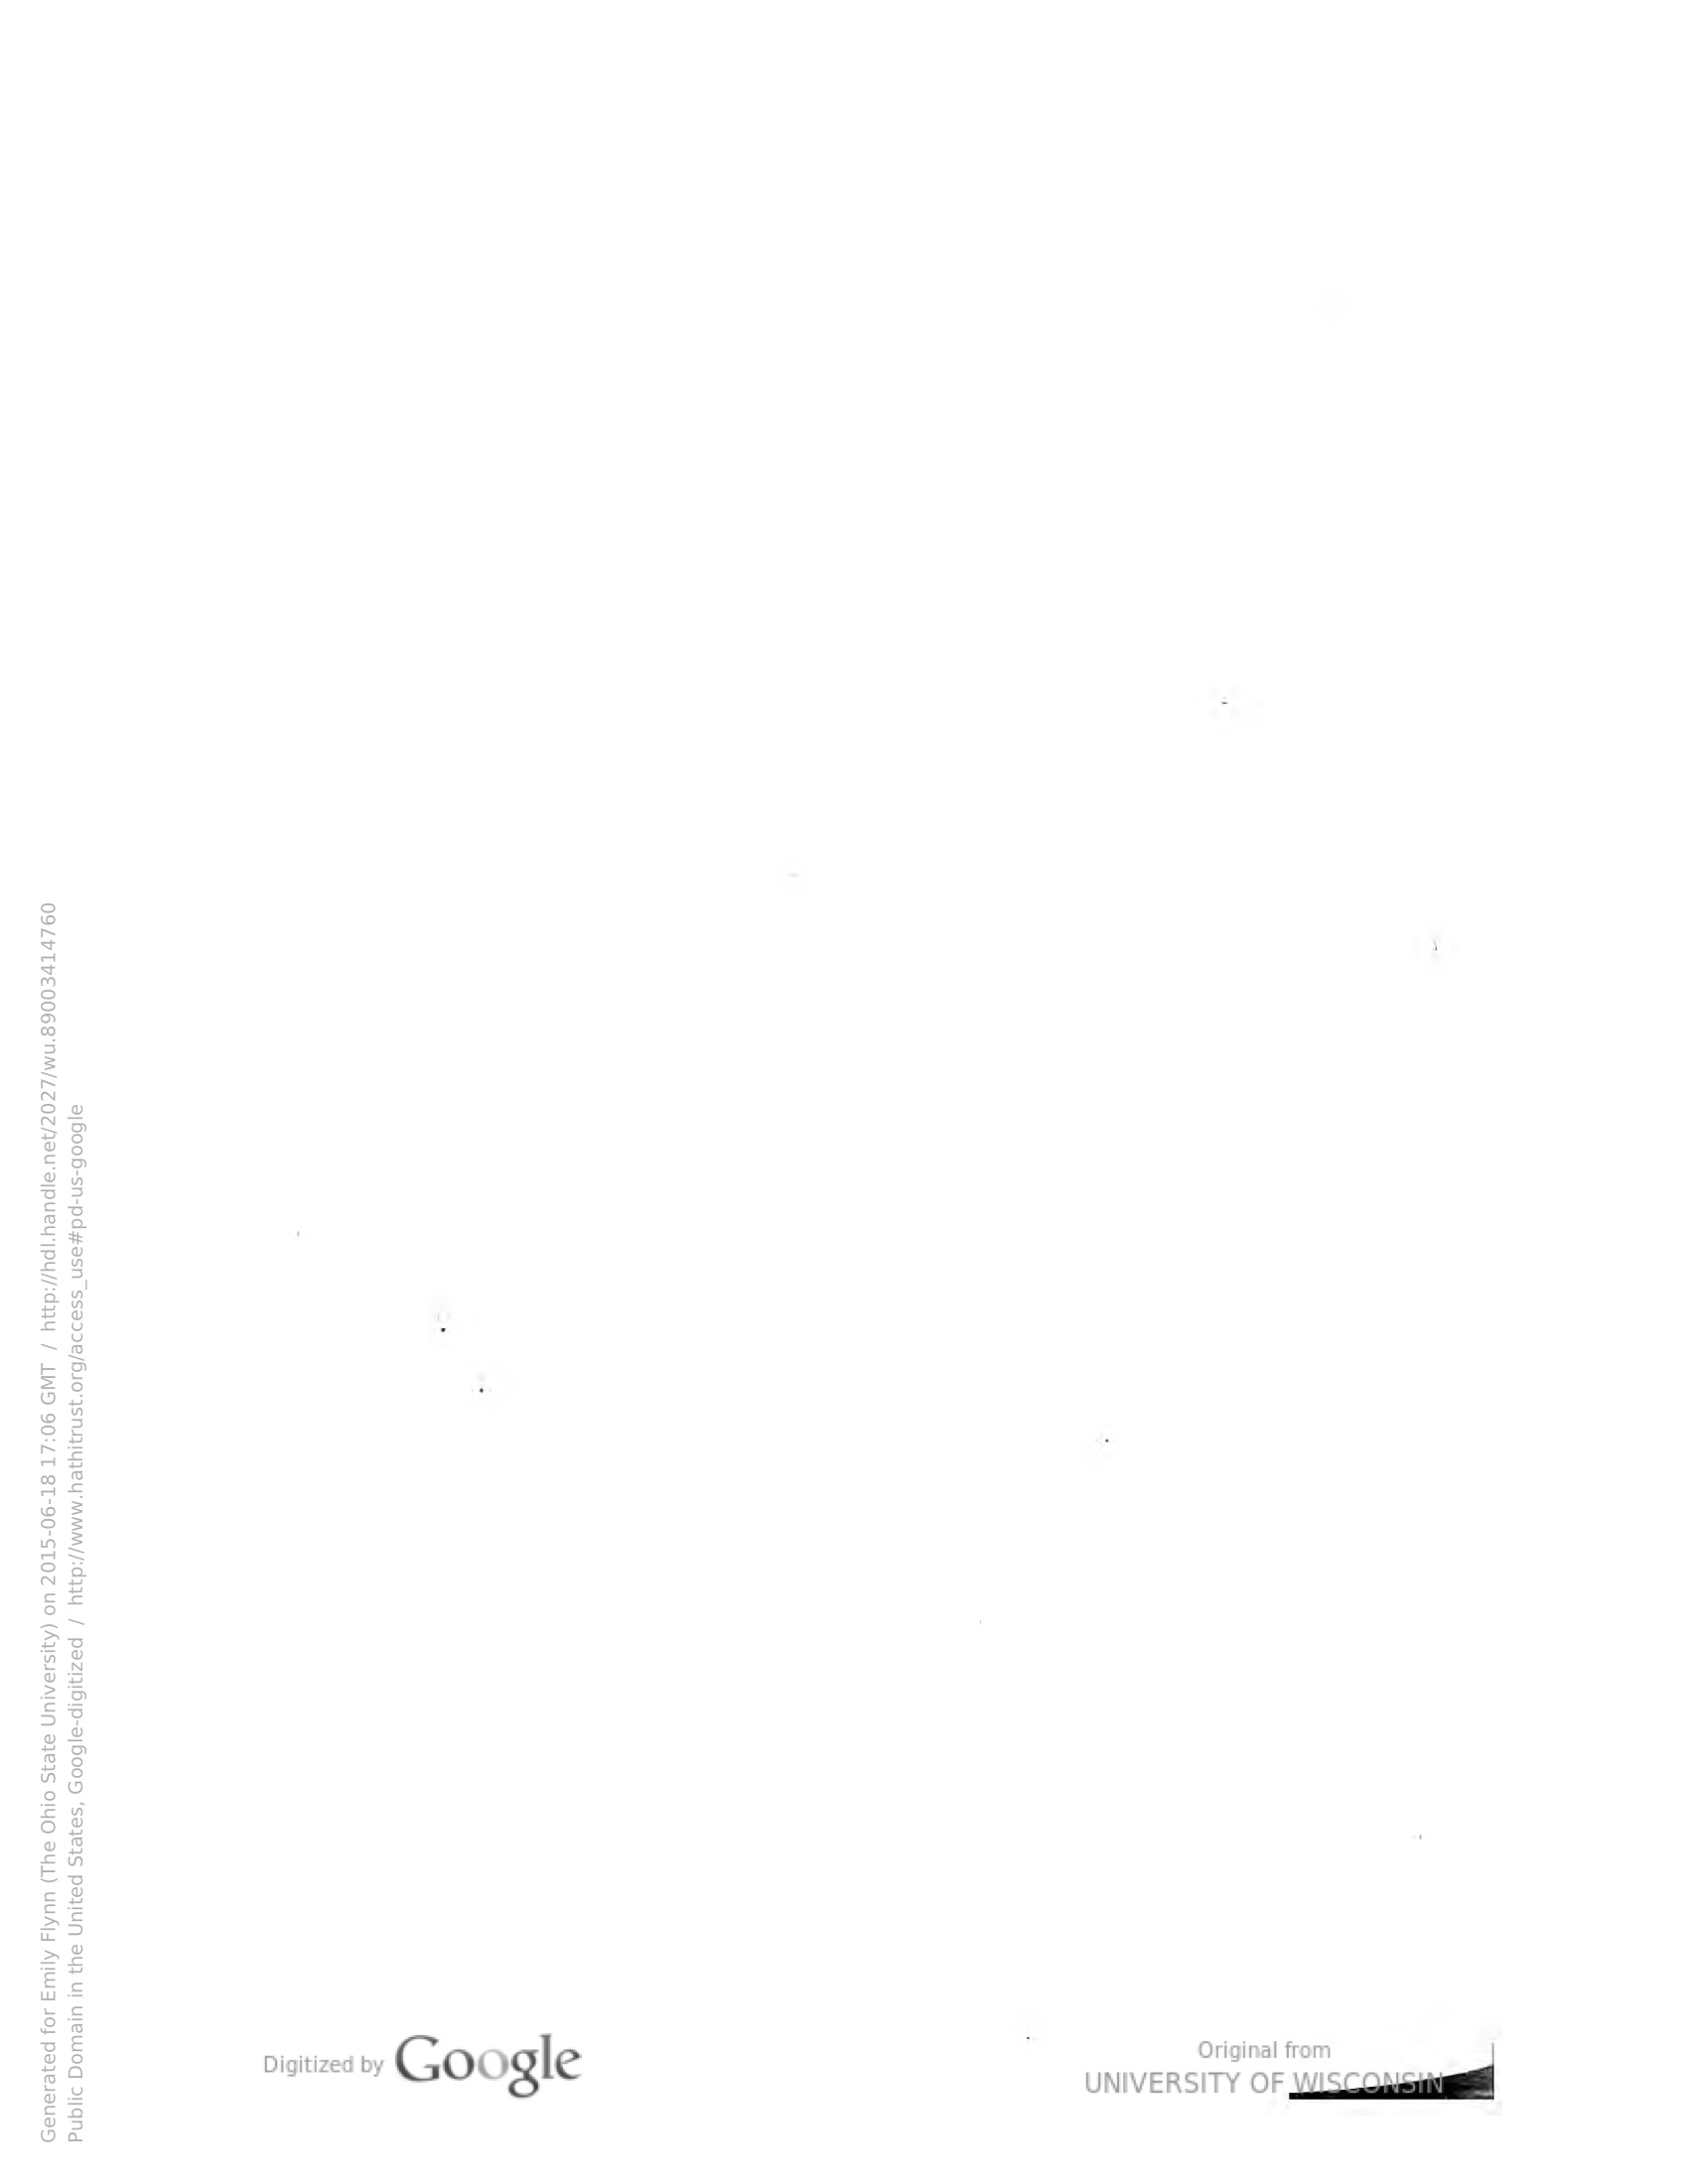 Generated for Emily Flynn (The Ohio State University) on 2015-06-18 17:06 GMT / http://hdl.handle.net/2027/wu.89003414760
Public Domain in the United States, Google-digitized / http://www.hathitrust.org/access_use#pd-us-google
Digitized by Google
Original from
UNIVERSITY OF WISCONSIN